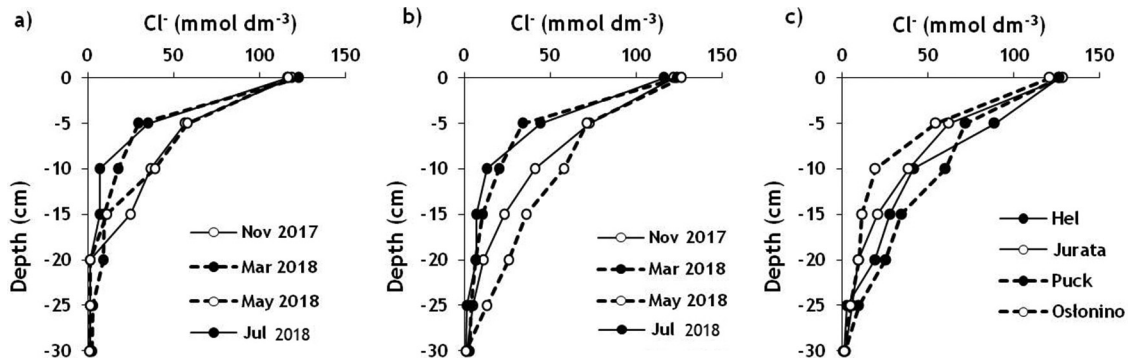 a)
Cl⁻ (mmol dm⁻³)
0 50 100 150
0
-5
-10
-15
-20
-25
-30
Depth (cm)
Nov 2017
Mar 2018
May 2018
Jul 2018
b)
Cl⁻ (mmol dm⁻³)
0 50 100 150
0
-5
-10
-15
-20
-25
-30
Depth (cm)
Nov 2017
Mar 2018
May 2018
Jul 2018
c)
Cl⁻ (mmol dm⁻³)
0 50 100 150
0
-5
-10
-15
-20
-25
-30
Depth (cm)
Hel
Jurata
Puck
Osłonino